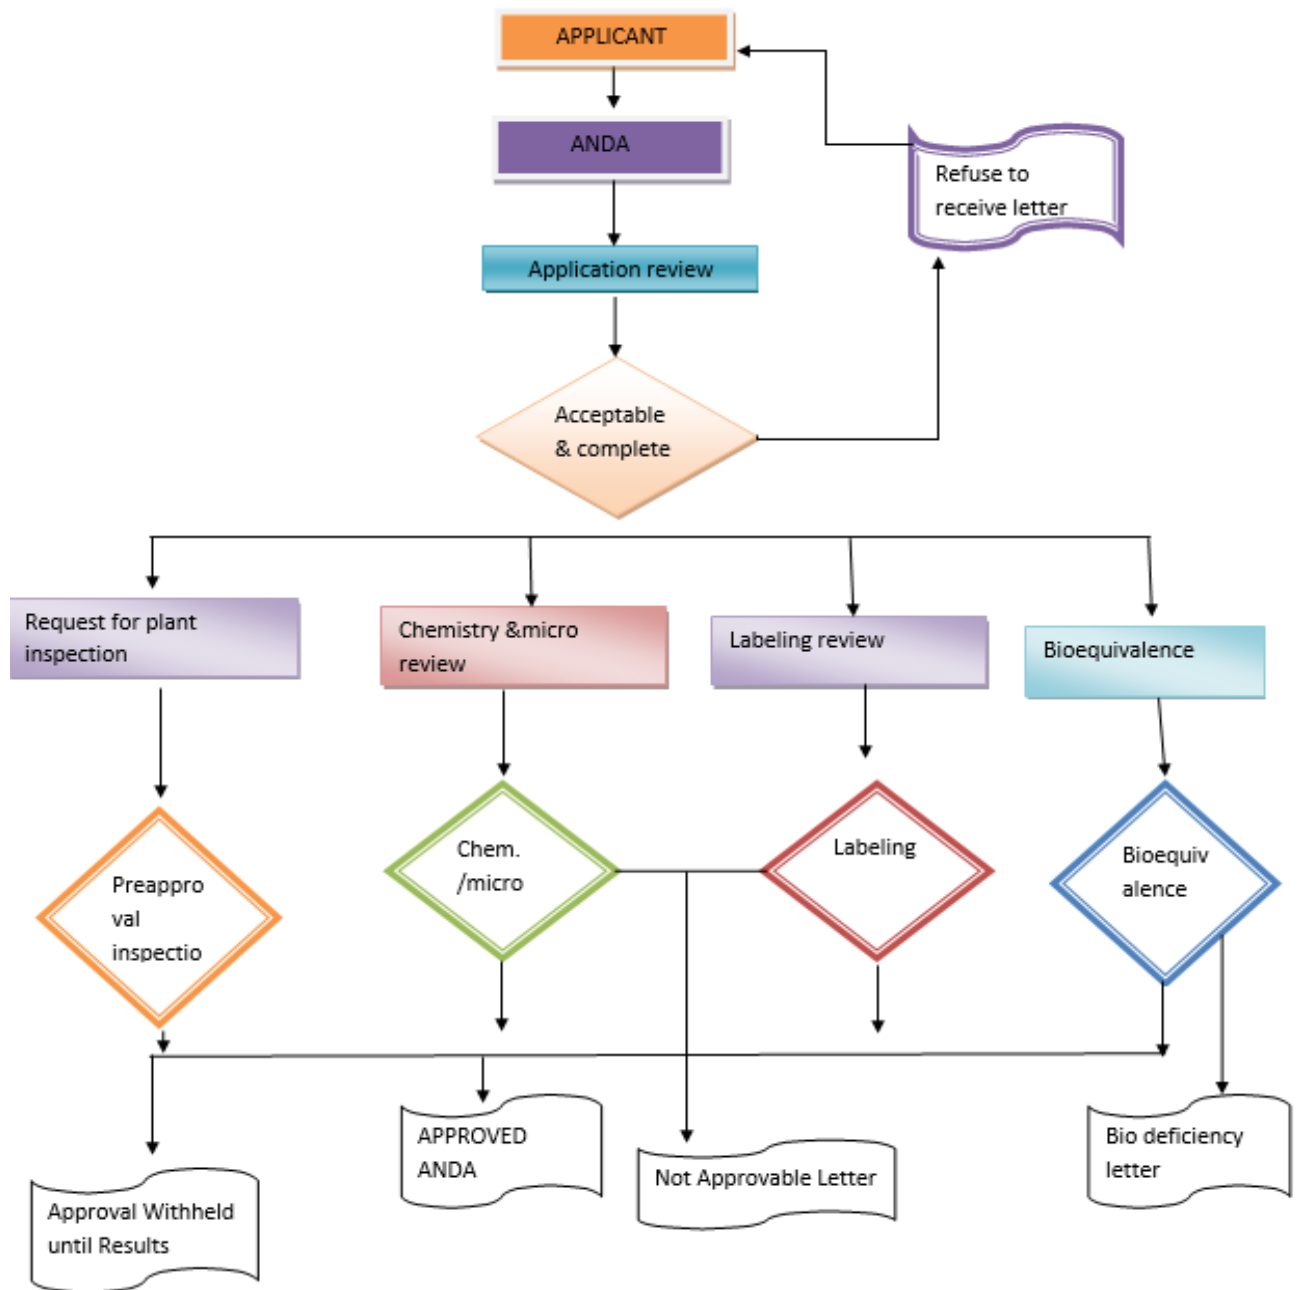 APPLICANT
ANDA
Refuse to
receive letter
Application review
Acceptable
& complete
Request for plant
inspection
Chemistry &micro
review
Labeling review
Bioequivalence
Preappro
val
inspectio
Chem.
/micro
Labeling
Bioequiv
alence
APPROVED
ANDA
Not Approvable Letter
Bio deficiency
letter
Approval Withheld
until Results